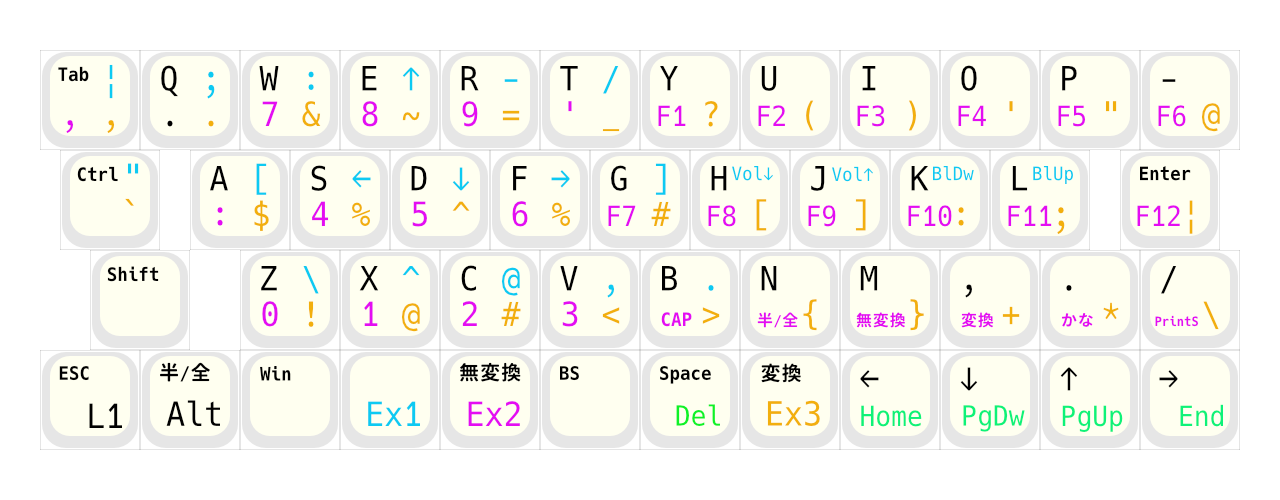 Tab ¦ Q ; W : E ↑ R - T / Y U I O P -
, , . . 7 & 8 ~ 9 = ' _ F1 ? F2 ( F3 ) F4 ' F5 " F6 @
Ctrl " A [ S ← D ↓ F → G ] H Vol↓ J Vol↑ K BlDw L BlUp Enter
` : $ 4 % 5 ^ 6 % F7 # F8 [ F9 ] F10 : F11 ; F12 ¦
Shift Z \ X ^ C @ V , B . N M , . /
0 ! 1 @ 2 # 3 < CAP > 半/全 { 無変換 } 変換 + かな * PrintS \
ESC 半/全 Win 無変換 BS Space 変換 ← ↓ ↑ →
L1 Alt Ex1 Ex2 Del Ex3 Home PgDw PgUp End